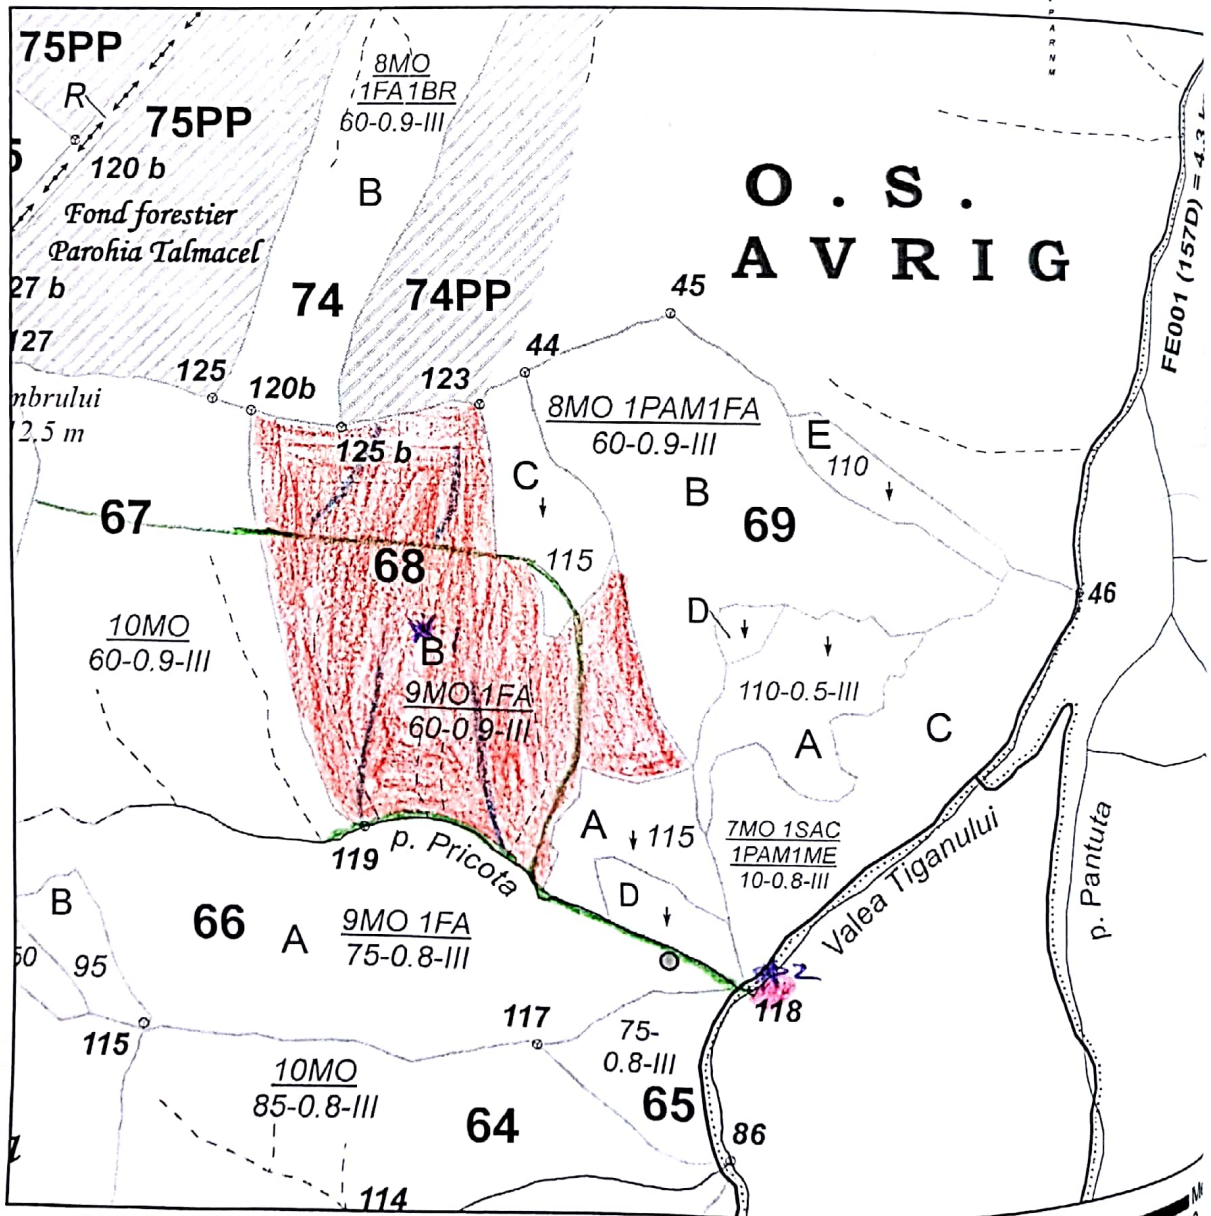 75PP
R
75PP
120 b
Fond forestier
Parohia Talmacel
27 b
127
8MO
1FA1BR
60-0.9-III
B
P A R N M
O . S .
A V R I G
FE001 (157D) = 4.3
74
74PP
45
44
125
120b
123
mbrului
12.5 m
125 b
8MO 1PAM1FA
60-0.9-III
E
110
C
B
67
69
68
115
46
D
10MO
60-0.9-III
B
9MO 1FA
60-0.9-III
110-0.5-III
A
C
119
p. Pricota
A
115
7MO 1SAC
1PAM1ME
10-0.8-III
Valea Tiganului
p. Pantuta
B
66
A
9MO 1FA
75-0.8-III
D
95
2
118
115
117
75-
0.8-III
10MO
85-0.8-III
64
65
86
114